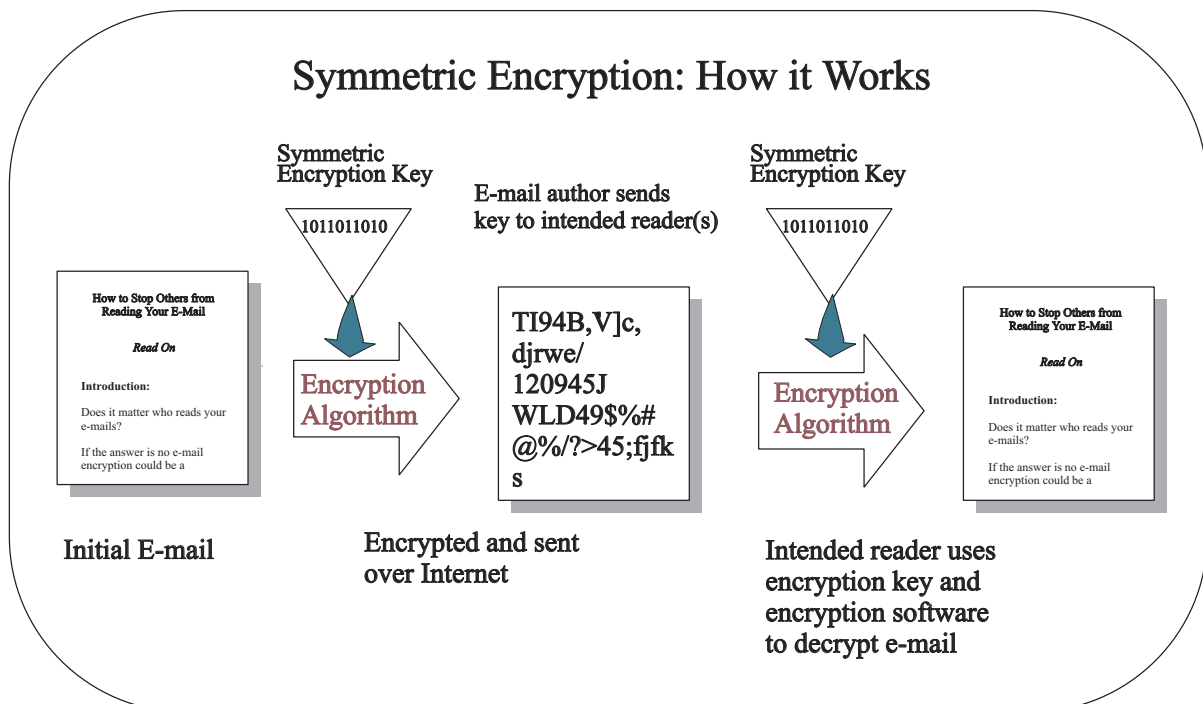 Symmetric Encryption: How it Works
Symmetric
Encryption Key
1011011010
E-mail author sends
key to intended reader(s)
Symmetric
Encryption Key
1011011010
How to Stop Others from
Reading Your E-Mail
Read On
Introduction:
Does it matter who reads your
e-mails?
If the answer is no e-mail
encryption could be a
Encryption
Algorithm
TI94B,V]c,
djrwe/
120945J
WLD49$%#
@%/?>45;fjfk
s
Encryption
Algorithm
How to Stop Others from
Reading Your E-Mail
Read On
Introduction:
Does it matter who reads your
e-mails?
If the answer is no e-mail
encryption could be a
Initial E-mail
Encrypted and sent
over Internet
Intended reader uses
encryption key and
encryption software
to decrypt e-mail